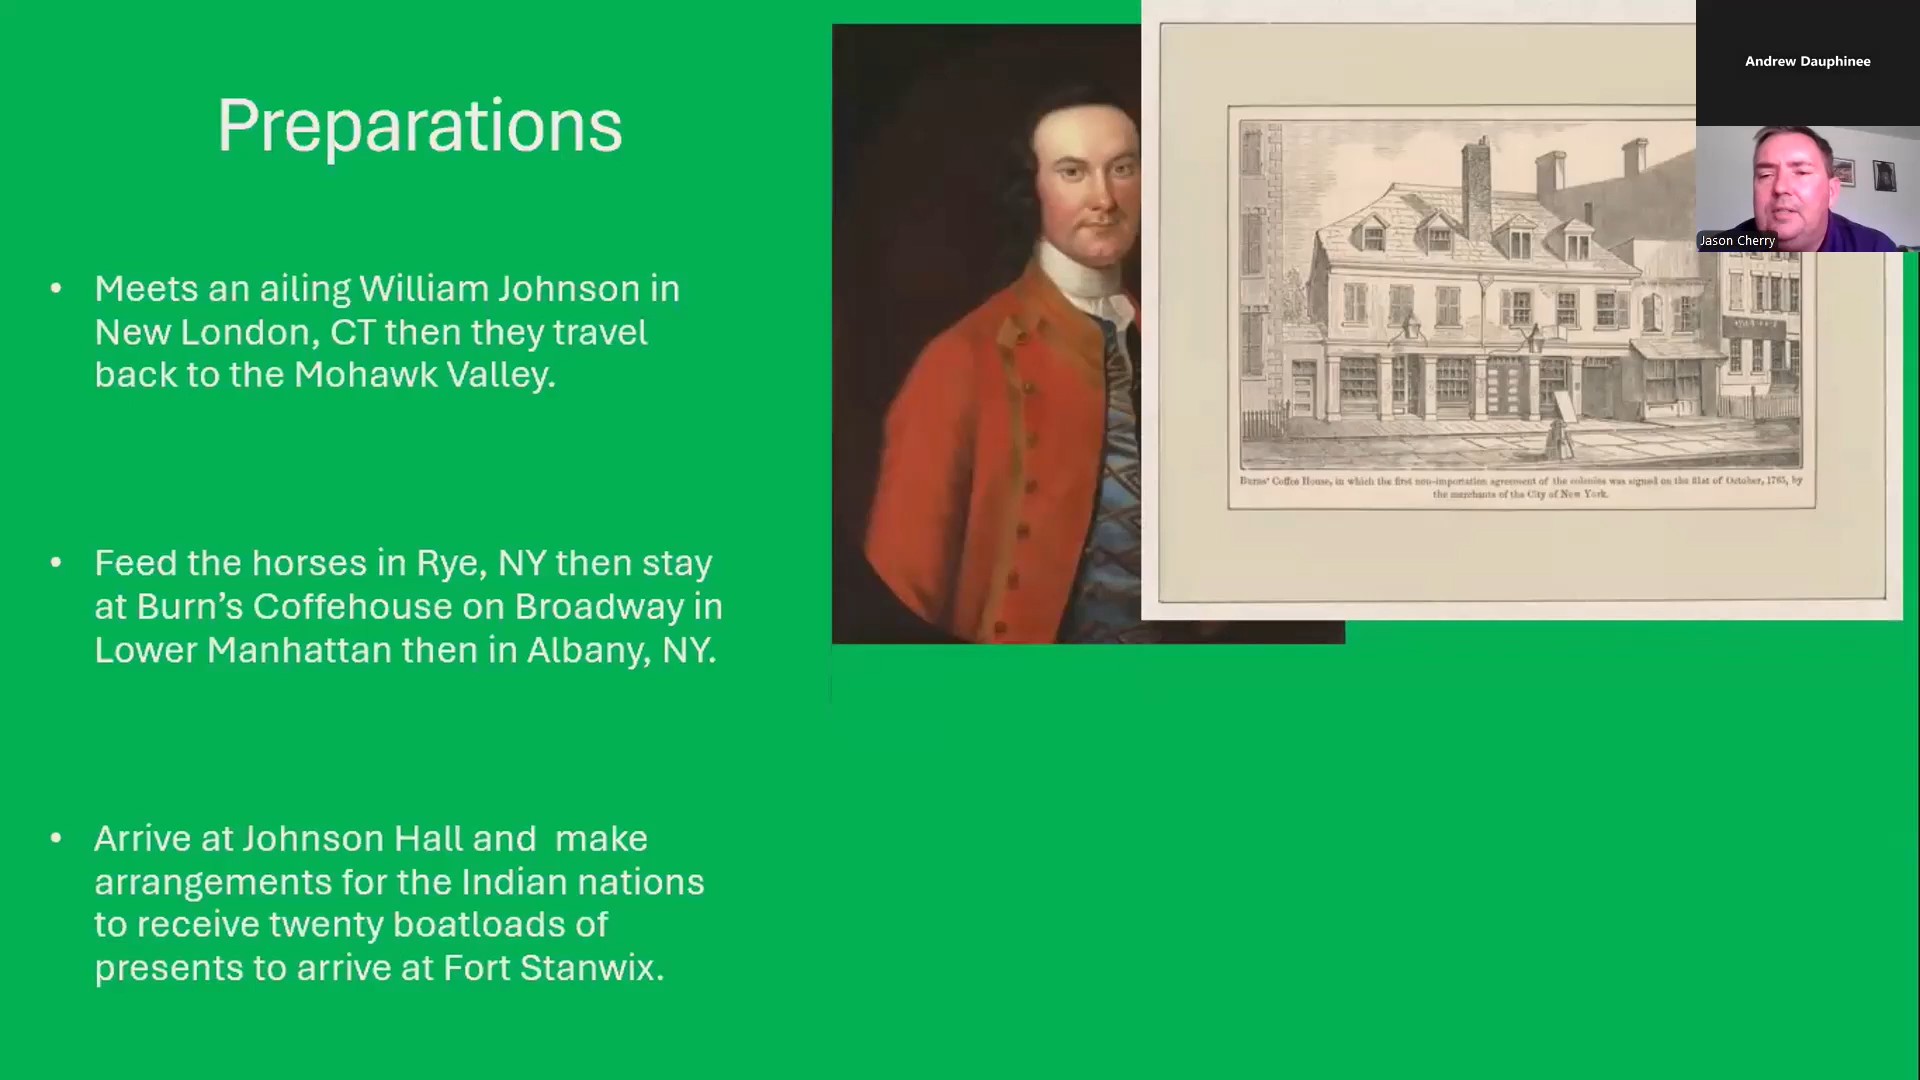 Preparations
• Meets an ailing William Johnson in
New London, CT then they travel
back to the Mohawk Valley.
• Feed the horses in Rye, NY then stay
at Burn’s Coffehouse on Broadway in
Lower Manhattan then in Albany, NY.
• Arrive at Johnson Hall and  make
arrangements for the Indian nations
to receive twenty boatloads of
presents to arrive at Fort Stanwix.
Burns' Coffee House, in which the first non-importation agreement of the colonies was signed on the 31st of October, 1765, by
the merchants of the City of New York.
Andrew Dauphinee
Jason Cherry